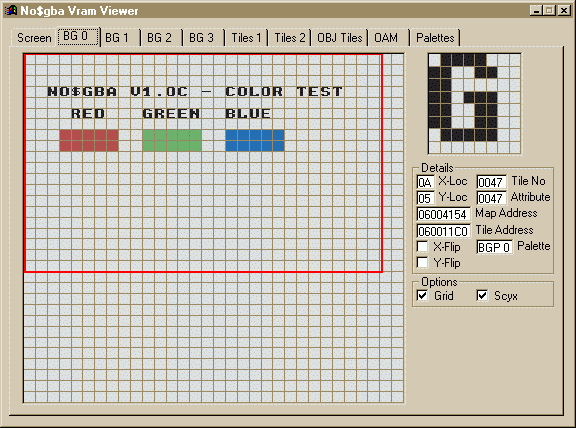 No$gba Vram Viewer
Screen BG 0 BG 1 BG 2 BG 3 Tiles 1 Tiles 2 OBJ Tiles OAM Palettes
NO$GBA V1.0C - COLOR TEST
RED GREEN BLUE
G
Details
0A X-Loc 0047 Tile No
05 Y-Loc 0047 Attribute
06004154 Map Address
060011C0 Tile Address
X-Flip BGP 0 Palette
Y-Flip
Options
Grid Scyx